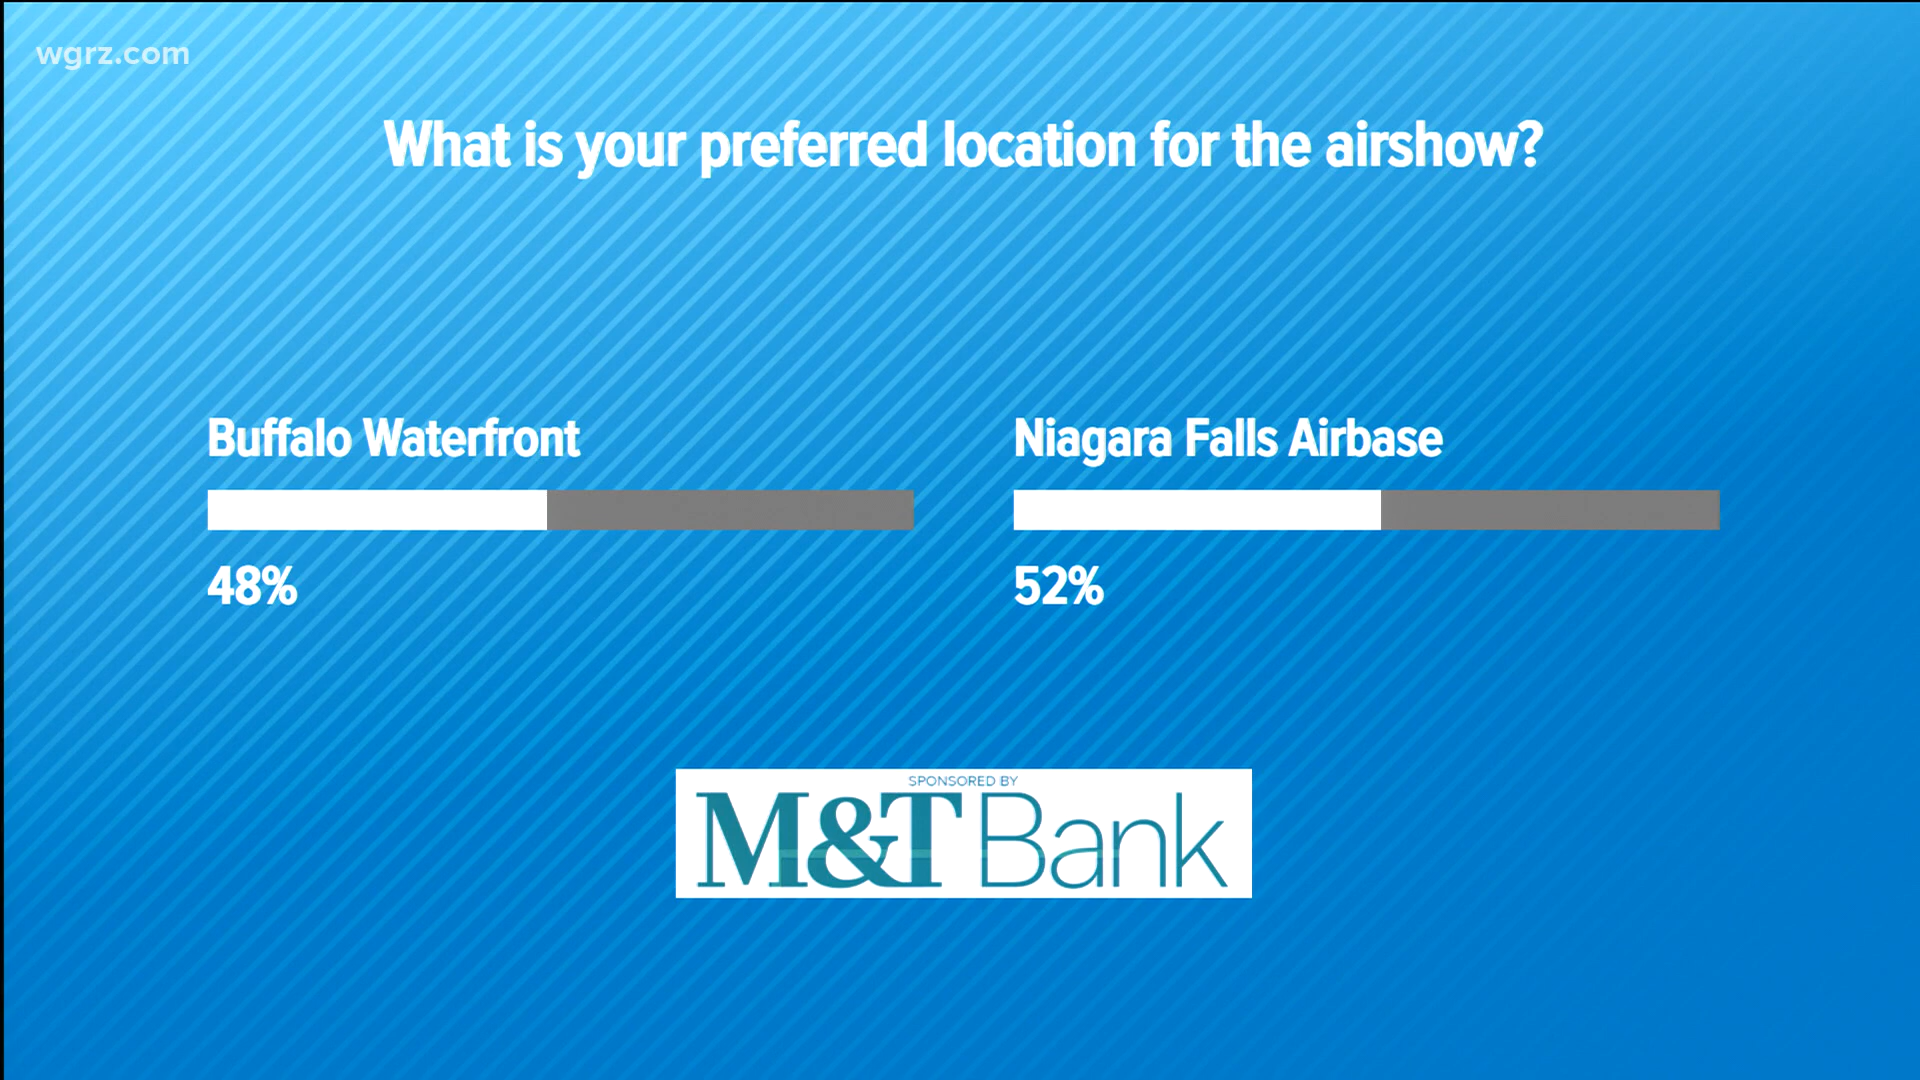 wgrz.com
What is your preferred location for the airshow?
Buffalo Waterfront
48%
Niagara Falls Airbase
52%
SPONSORED BY
M&T Bank